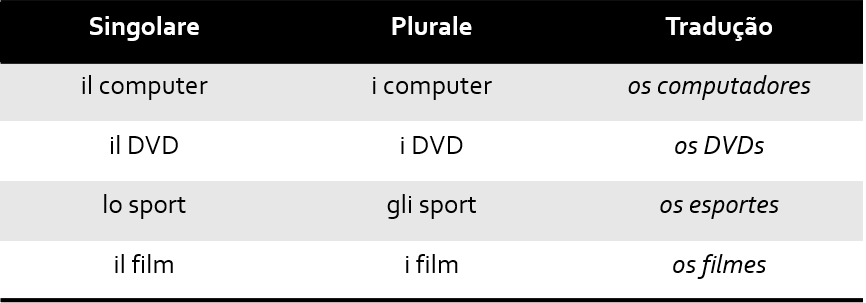 Singolare Plurale Tradução
il computer i computer os computadores
il DVD i DVD os DVDs
lo sport gli sport os esportes
il film i film os filmes